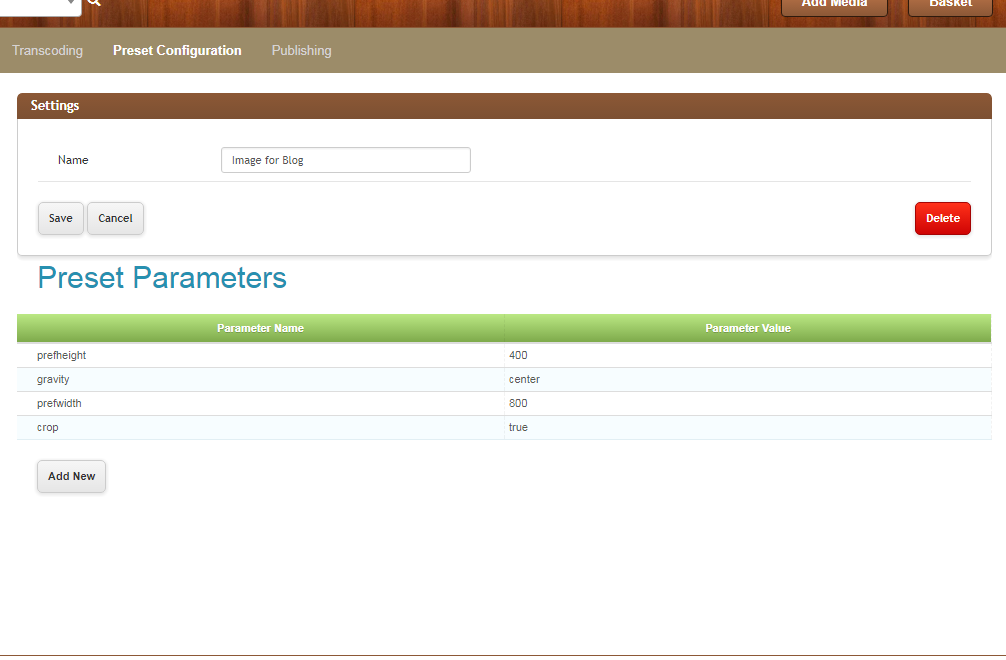 Add Media Basket
Transcoding Preset Configuration Publishing
Settings
Name Image for Blog
Save Cancel Delete
Preset Parameters
Parameter Name Parameter Value
prefheight 400
gravity center
prefwidth 800
crop true
Add New